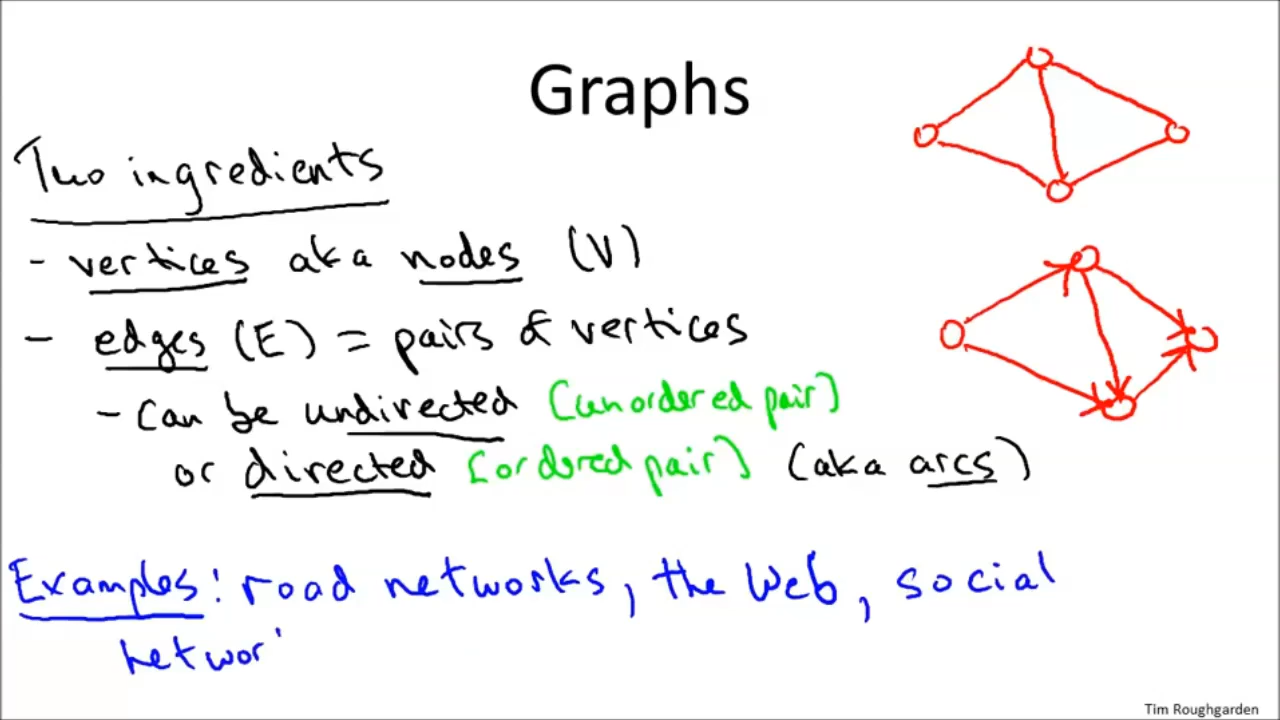 Graphs
Two ingredients
- vertices aka nodes (V)
- edges (E) = pairs of vertices
- can be undirected [unordered pair]
or directed [ordered pair] (aka arcs)
Examples: road networks, the Web, social
networ
Tim Roughgarden